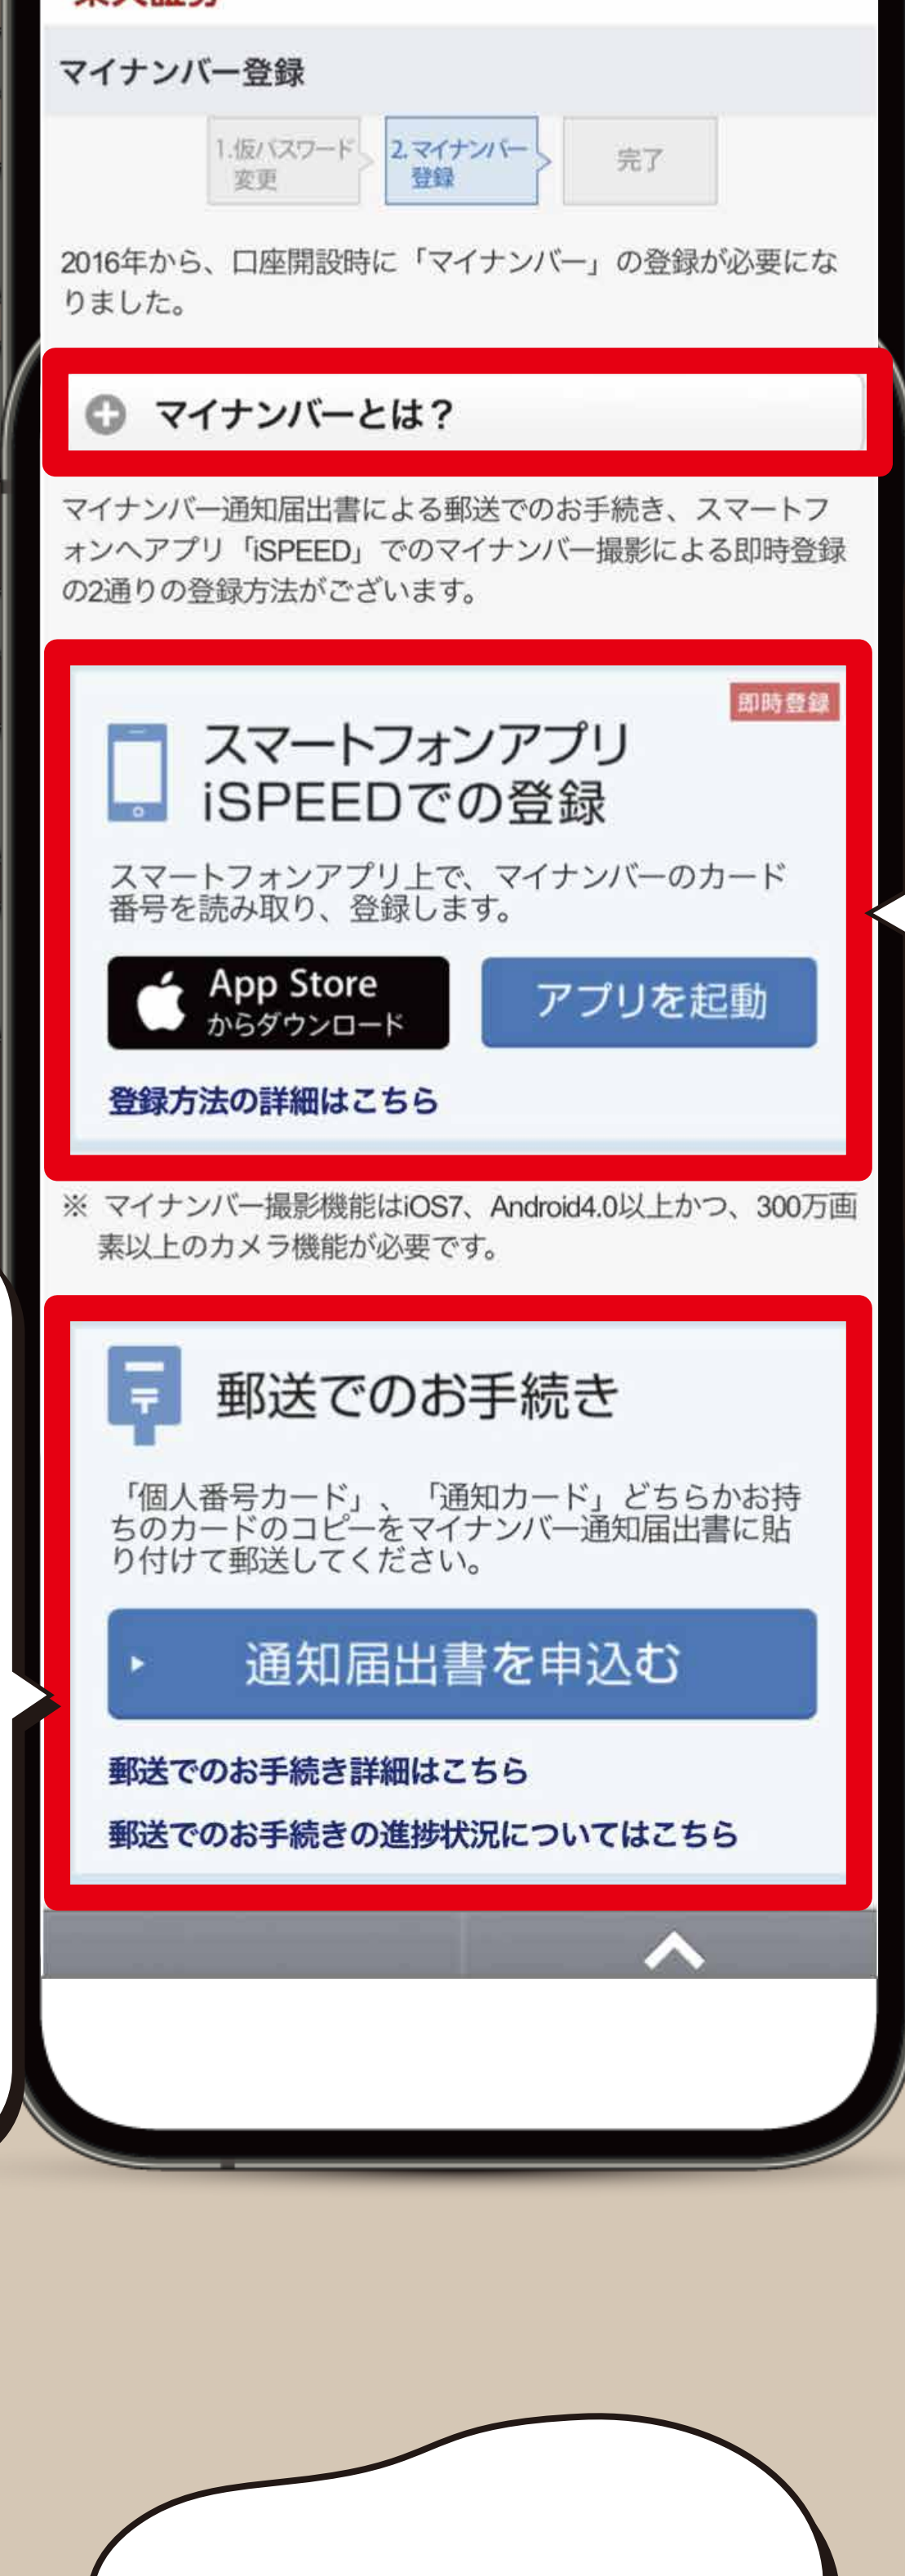 マイナンバー登録
1.仮パスワード
変更
2.マイナンバー
登録
完了
2016年から、口座開設時に「マイナンバー」の登録が必要にな
りました。
マイナンバーとは？
マイナンバー通知届出書による郵送でのお手続き、スマートフ
ォンへアプリ「iSPEED」でのマイナンバー撮影による即時登録
の2通りの登録方法がございます。
即時登録
スマートフォンアプリ
iSPEEDでの登録
スマートフォンアプリ上で、マイナンバーのカード
番号を読み取り、登録します。
App Store
からダウンロード
アプリを起動
登録方法の詳細はこちら
※ マイナンバー撮影機能はiOS7、Android4.0以上かつ、300万画
素以上のカメラ機能が必要です。
〒
郵送でのお手続き
「個人番号カード」、「通知カード」どちらかお持
ちのカードのコピーをマイナンバー通知届出書に貼
り付けて郵送してください。
通知届出書を申込む
郵送でのお手続き詳細はこちら
郵送でのお手続きの進捗状況についてはこちら